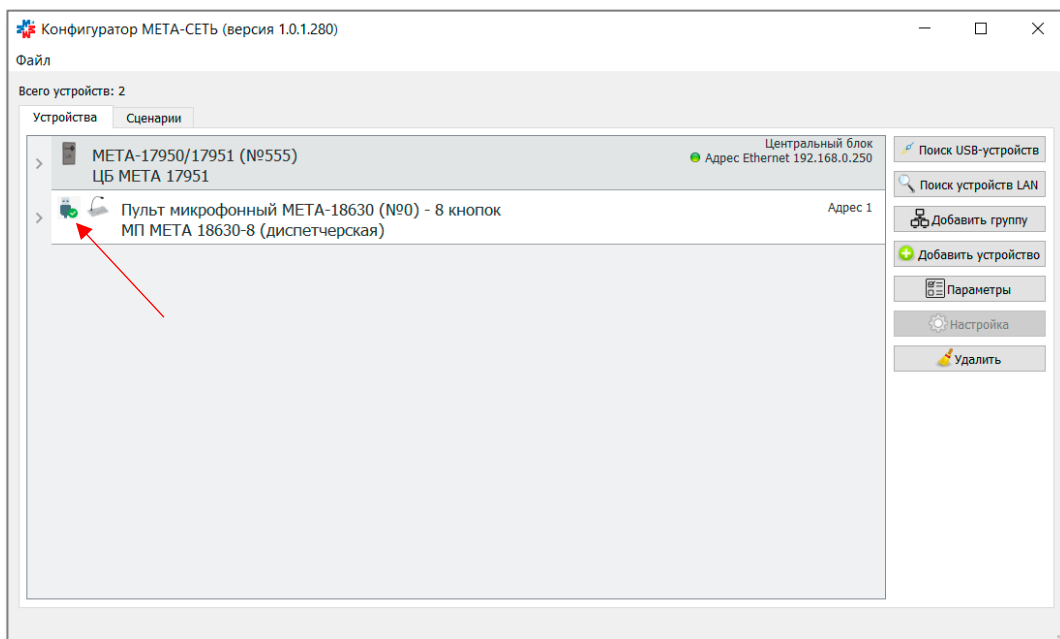 Конфигуратор МЕТА-СЕТЬ (версия 1.0.1.280)
Файл
Всего устройств: 2
Устройства
Сценарии
МЕТА-17950/17951 (№555)
ЦБ МЕТА 17951
Центральный блок
Адрес Ethernet 192.168.0.250
Пульт микрофонный МЕТА-18630 (№0) - 8 кнопок
МП МЕТА 18630-8 (диспетчерская)
Адрес 1
Поиск USB-устройств
Поиск устройств LAN
Добавить группу
Добавить устройство
Параметры
Настройка
Удалить